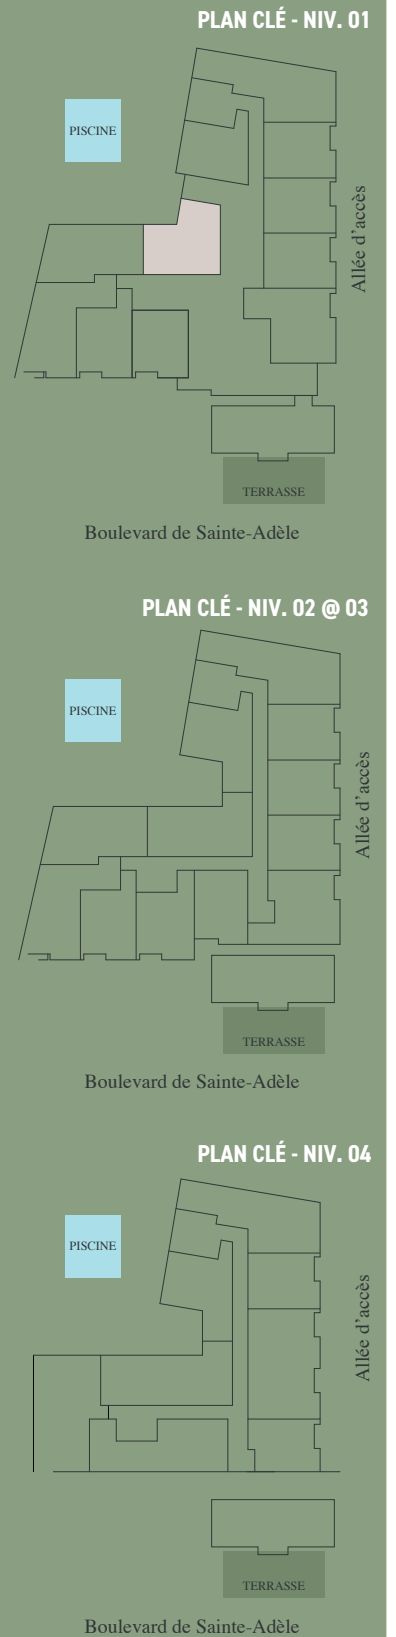 PLAN CLÉ - NIV. 01
PISCINE
Allée d'accès
TERRASSE
Boulevard de Sainte-Adèle
PLAN CLÉ - NIV. 02 @ 03
PISCINE
Allée d'accès
TERRASSE
Boulevard de Sainte-Adèle
PLAN CLÉ - NIV. 04
PISCINE
Allée d'accès
TERRASSE
Boulevard de Sainte-Adèle